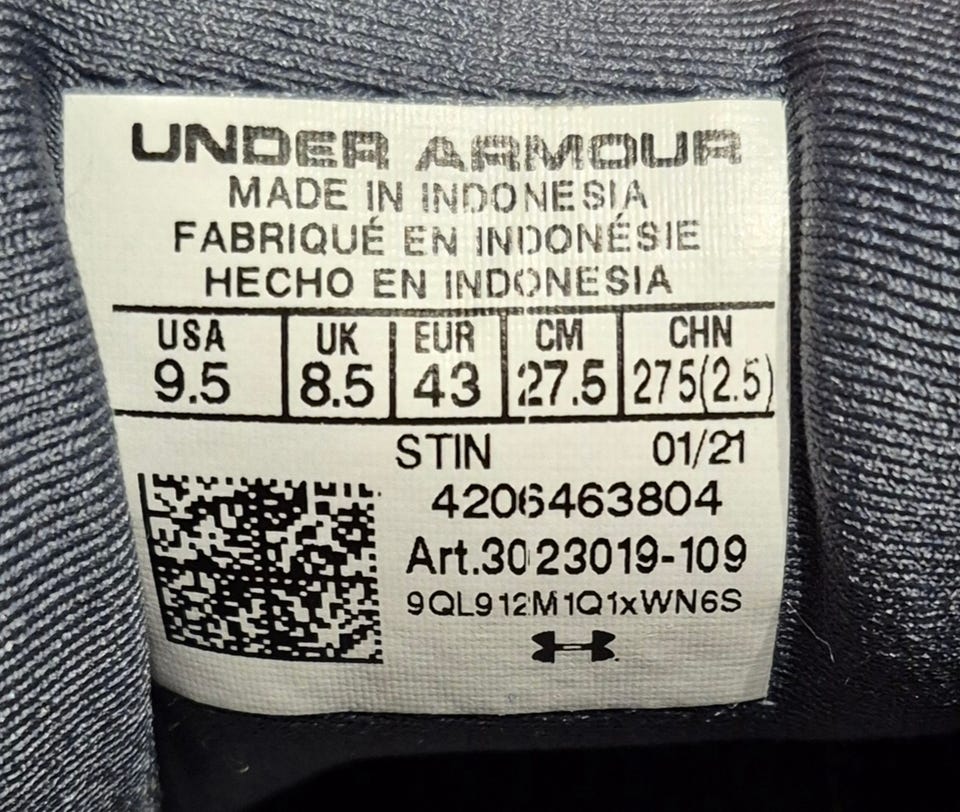 UNDER ARMOUR
MADE IN INDONESIA
FABRIQUÉ EN INDONÉSIE
HECHO EN INDONESIA
USA UK EUR CM CHN
9.5 8.5 43 27.5 275(2.5)
STIN 01/21
4206463804
Art.3023019-109
9QL912M1Q1xWN6S